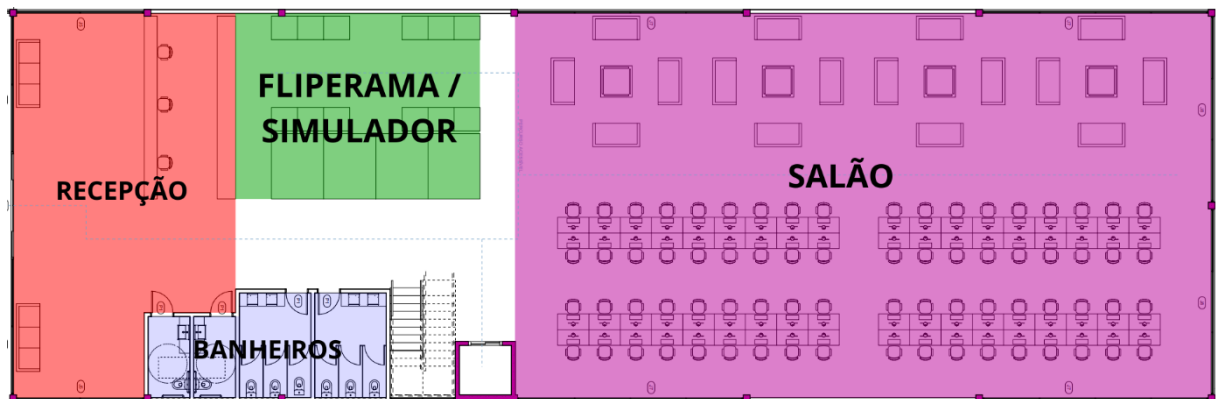 FLIPERAMA /
SIMULADOR
RECEPÇÃO
SALÃO
BANHEIROS